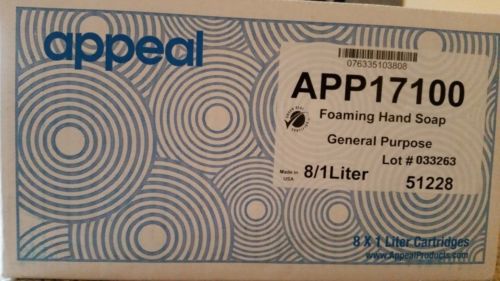 appeal
076335103808
APP17100
Foaming Hand Soap
General Purpose
Lot # 033263
Made in
USA
8/1Liter
51228
8 X 1 Liter Cartridges
www.AppealProducts.com